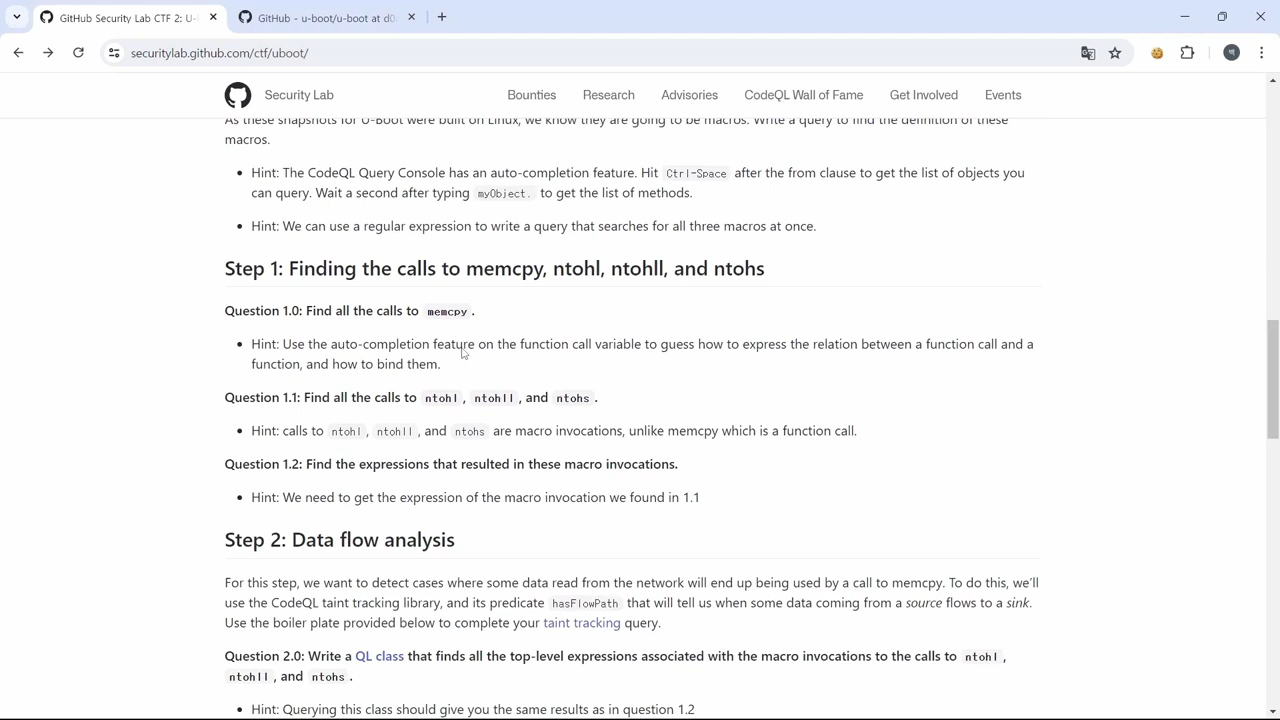 GitHub Security Lab CTF 2: U-
GitHub - u-boot/u-boot at d0
securitylab.github.com/ctf/uboot/
Security Lab
Bounties
Research
Advisories
CodeQL Wall of Fame
Get Involved
Events
As these snapshots for U-Boot were built on Linux, we know they are going to be macros. Write a query to find the definition of these
macros.
• Hint: The CodeQL Query Console has an auto-completion feature. Hit Ctrl-Space after the from clause to get the list of objects you
can query. Wait a second after typing myObject. to get the list of methods.
• Hint: We can use a regular expression to write a query that searches for all three macros at once.
Step 1: Finding the calls to memcpy, ntohl, ntohll, and ntohs
Question 1.0: Find all the calls to memcpy.
• Hint: Use the auto-completion feature on the function call variable to guess how to express the relation between a function call and a
function, and how to bind them.
Question 1.1: Find all the calls to ntohl, ntohll, and ntohs.
• Hint: calls to ntohl, ntohll, and ntohs are macro invocations, unlike memcpy which is a function call.
Question 1.2: Find the expressions that resulted in these macro invocations.
• Hint: We need to get the expression of the macro invocation we found in 1.1
Step 2: Data flow analysis
For this step, we want to detect cases where some data read from the network will end up being used by a call to memcpy. To do this, we'll
use the CodeQL taint tracking library, and its predicate hasFlowPath that will tell us when some data coming from a source flows to a sink.
Use the boiler plate provided below to complete your taint tracking query.
Question 2.0: Write a QL class that finds all the top-level expressions associated with the macro invocations to the calls to ntohl,
ntohll, and ntohs.
• Hint: Querying this class should give you the same results as in question 1.2